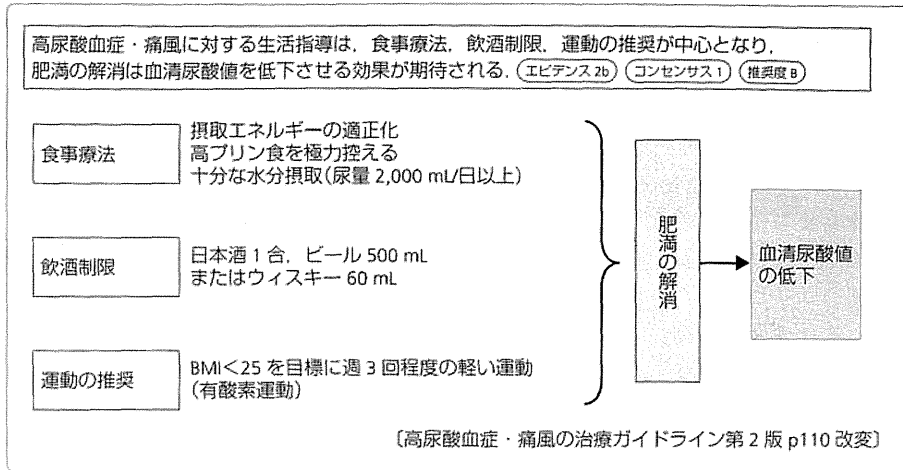 高尿酸血症・痛風に対する生活指導は，食事療法，飲酒制限，運動の推奨が中心となり，
肥満の解消は血清尿酸値を低下させる効果が期待される．（エビデンス 2b）（コンセンサス 1）（推奨度 B）
食事療法
摂取エネルギーの適正化
高プリン食を極力控える
十分な水分摂取(尿量 2,000 mL/日以上)
飲酒制限
日本酒 1 合，ビール 500 mL
またはウィスキー 60 mL
運動の推奨
BMI<25 を目標に週 3 回程度の軽い運動
(有酸素運動)
肥満の解消
血清尿酸値
の低下
〔高尿酸血症・痛風の治療ガイドライン第 2 版 p110 改変〕